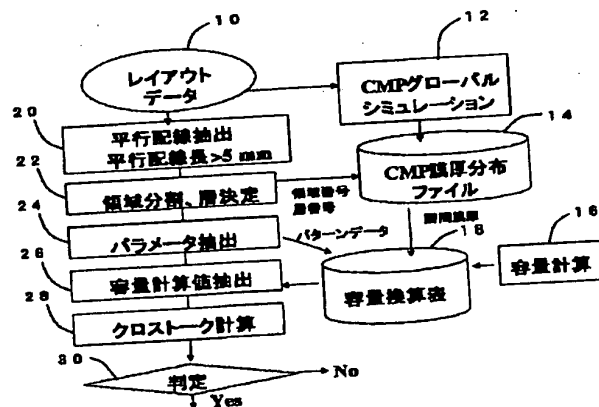 10
レイアウト
データ
12
CMPグローバル
シミュレーション
20
平行配線抽出
平行配線長>5 mm
14
CMP膜厚分布
ファイル
22
領域分割、層決定
領域番号
層番号
24
パラメータ抽出
パターンデータ
層間膜厚
18
容量換算表
16
容量計算
26
容量計算値抽出
28
クロストーク計算
30
判定
No
Yes